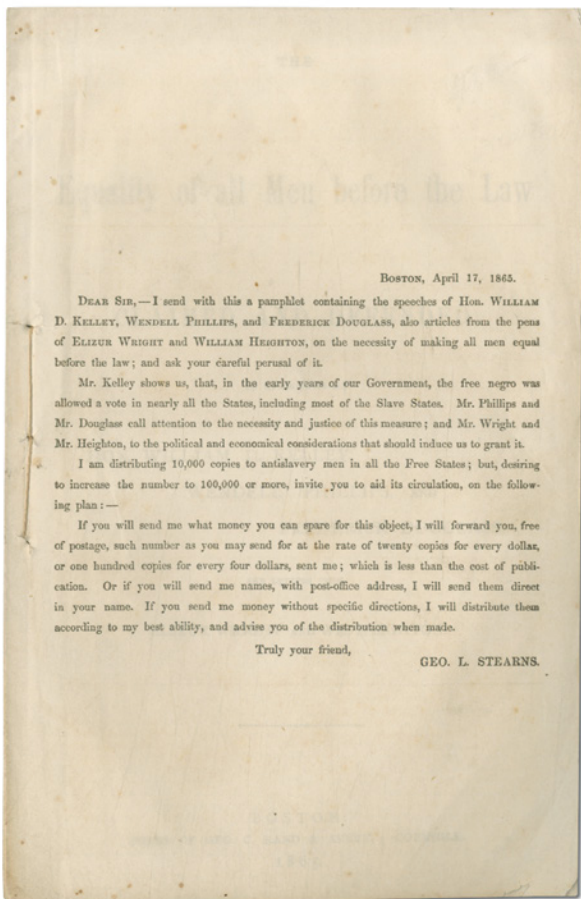 Equality of all Men before the Law
BOSTON, April 17, 1865.
DEAR SIR,—I send with this a pamphlet containing the speeches of Hon. WILLIAM
D. KELLEY, WENDELL PHILLIPS, and FREDERICK DOUGLASS, also articles from the pens
of ELIZUR WRIGHT and WILLIAM HEIGHTON, on the necessity of making all men equal
before the law; and ask your careful perusal of it.
Mr. Kelley shows us, that, in the early years of our Government, the free negro was
allowed a vote in nearly all the States, including most of the Slave States. Mr. Phillips and
Mr. Douglass call attention to the necessity and justice of this measure; and Mr. Wright and
Mr. Heighton, to the political and economical considerations that should induce us to grant it.
I am distributing 10,000 copies to antislavery men in all the Free States; but, desiring
to increase the number to 100,000 or more, invite you to aid its circulation, on the follow-
ing plan:—
If you will send me what money you can spare for this object, I will forward you, free
of postage, such number as you may send for at the rate of twenty copies for every dollar,
or one hundred copies for every four dollars, sent me; which is less than the cost of publi-
cation. Or if you will send me names, with post-office address, I will send them direct
in your name. If you send me money without specific directions, I will distribute them
according to my best ability, and advise you of the distribution when made.
Truly your friend,
GEO. L. STEARNS.